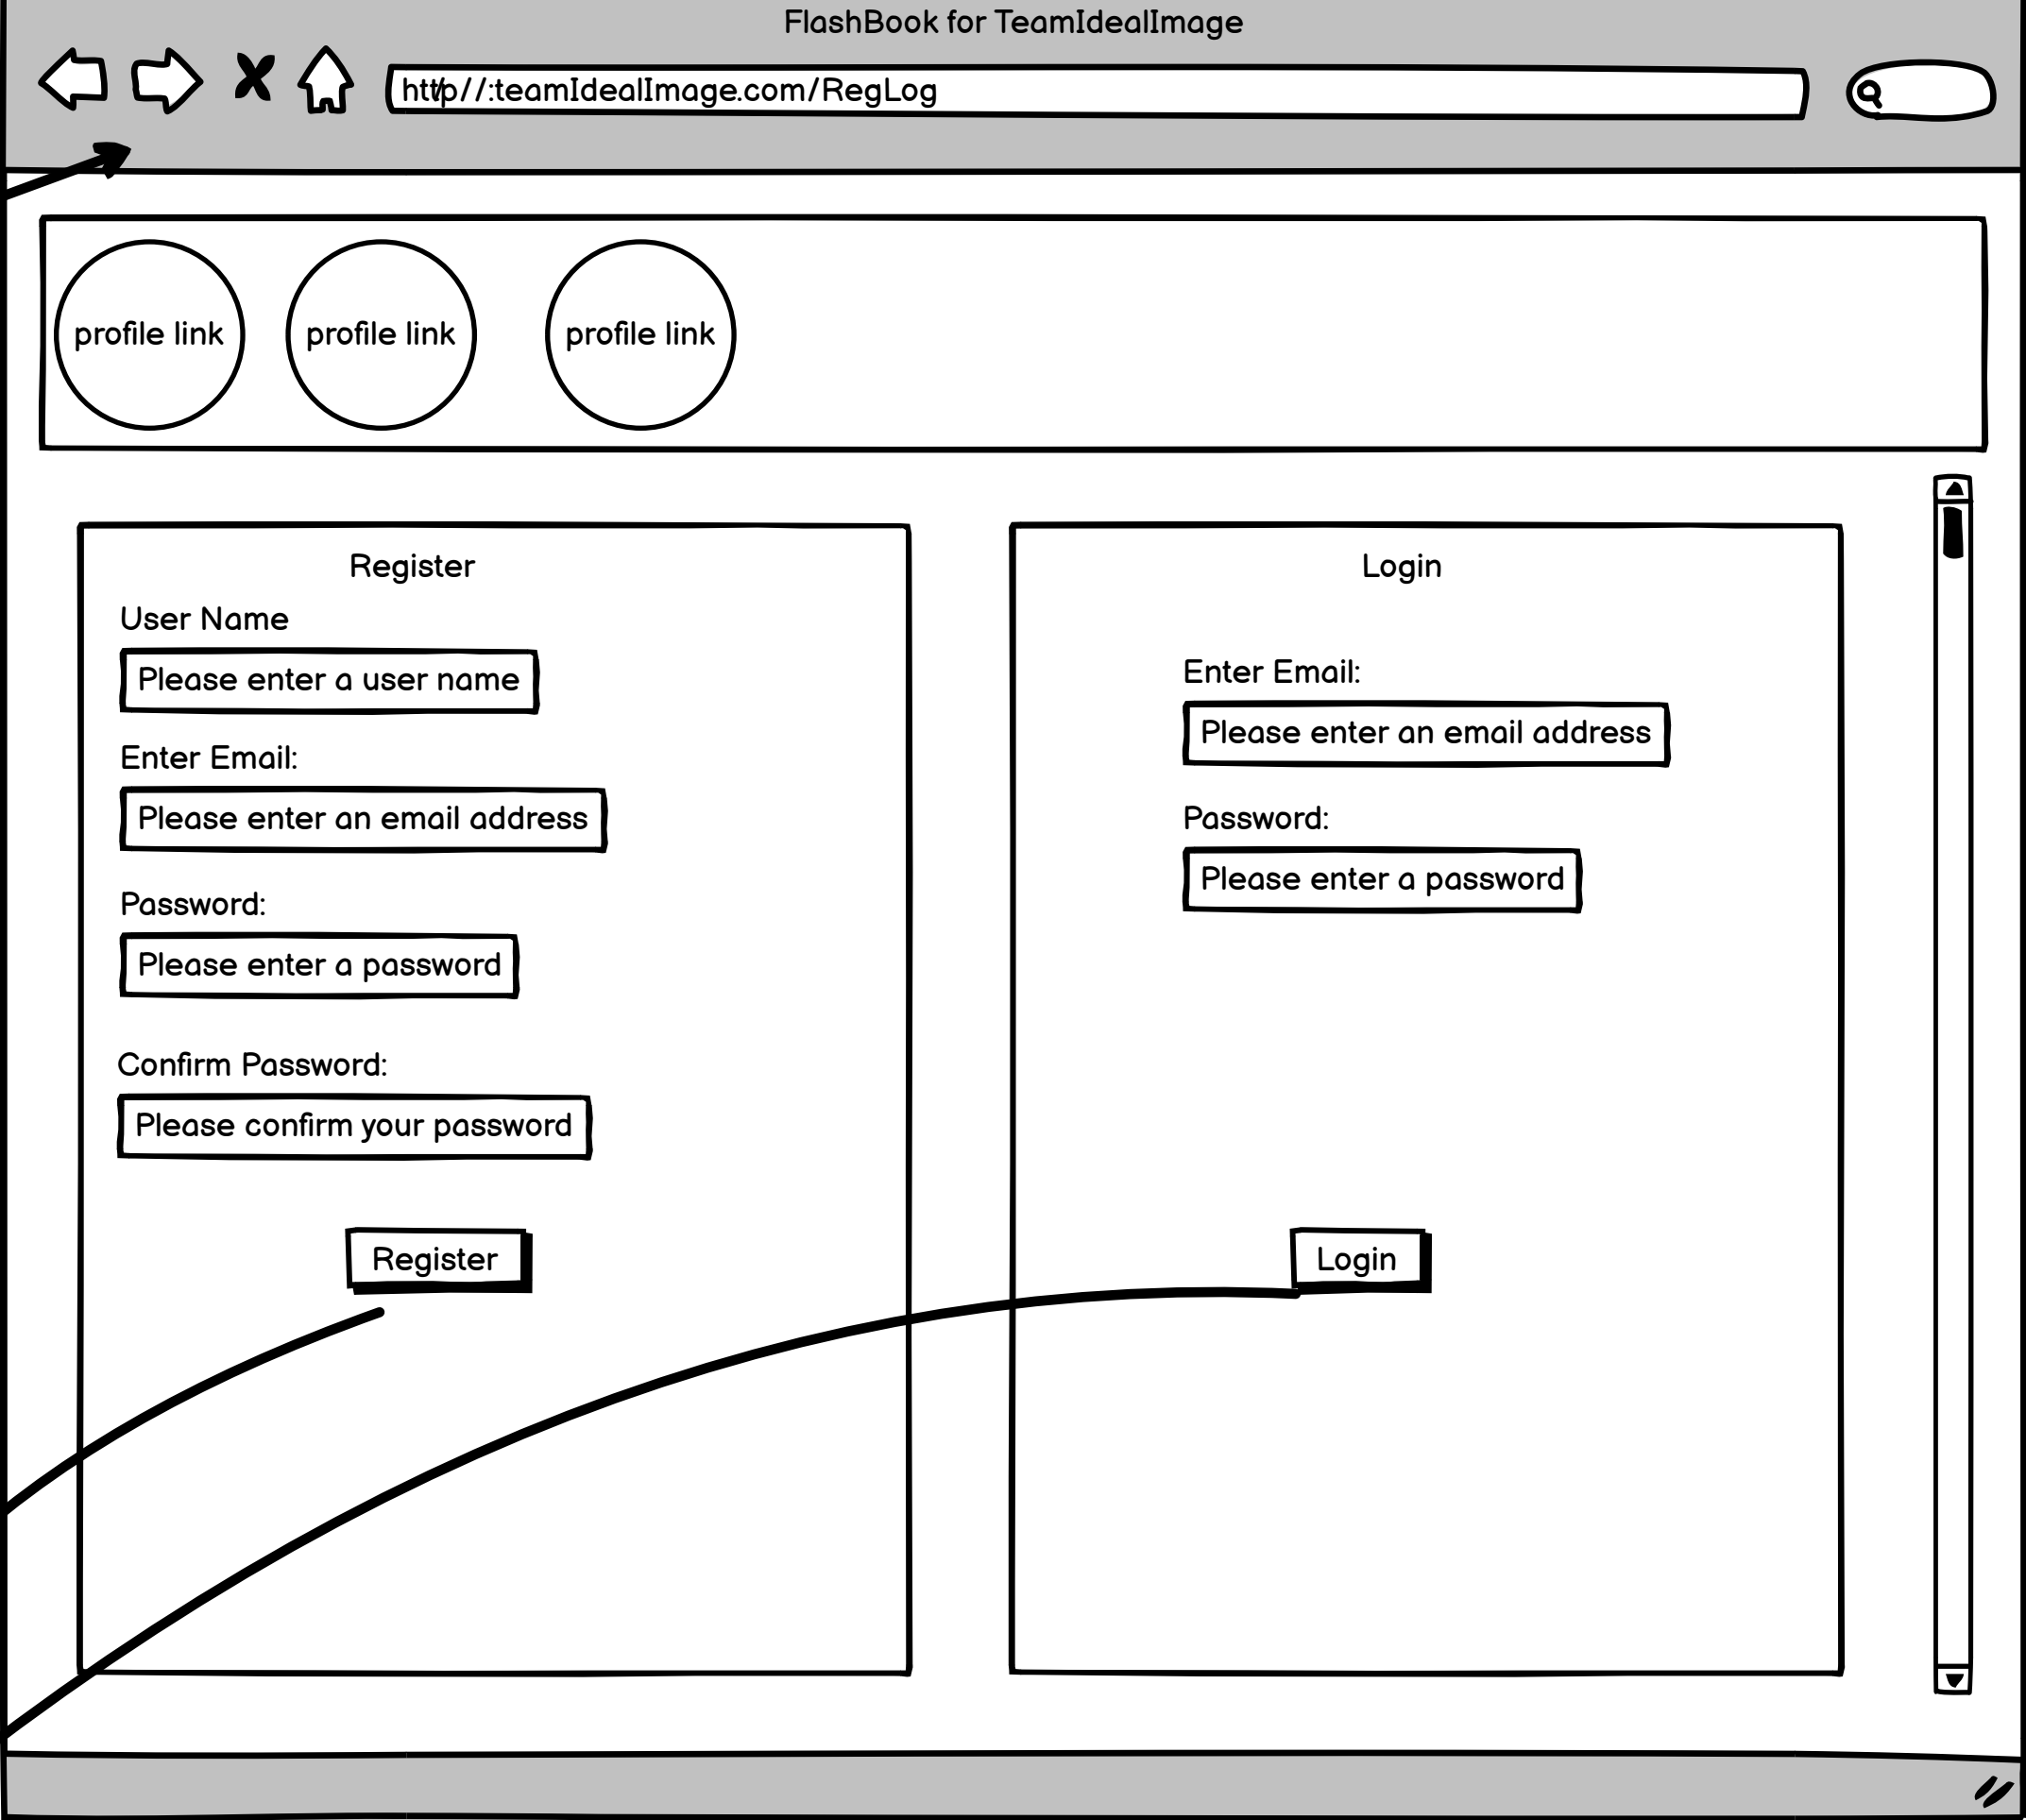 FlashBook for TeamIdealImage
http//:teamIdealImage.com/RegLog
profile link
profile link
profile link
Register
User Name
Please enter a user name
Enter Email:
Please enter an email address
Password:
Please enter a password
Confirm Password:
Please confirm your password
Register
Login
Enter Email:
Please enter an email address
Password:
Please enter a password
Login